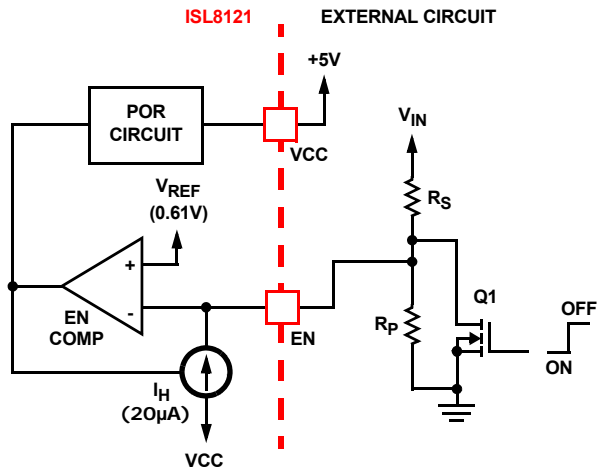 ISL8121
EXTERNAL CIRCUIT
+5V
POR
CIRCUIT
VCC
VIN
VREF
(0.61V)
RS
+
-
EN
COMP
EN
RP
Q1
OFF
ON
IH
(20µA)
VCC